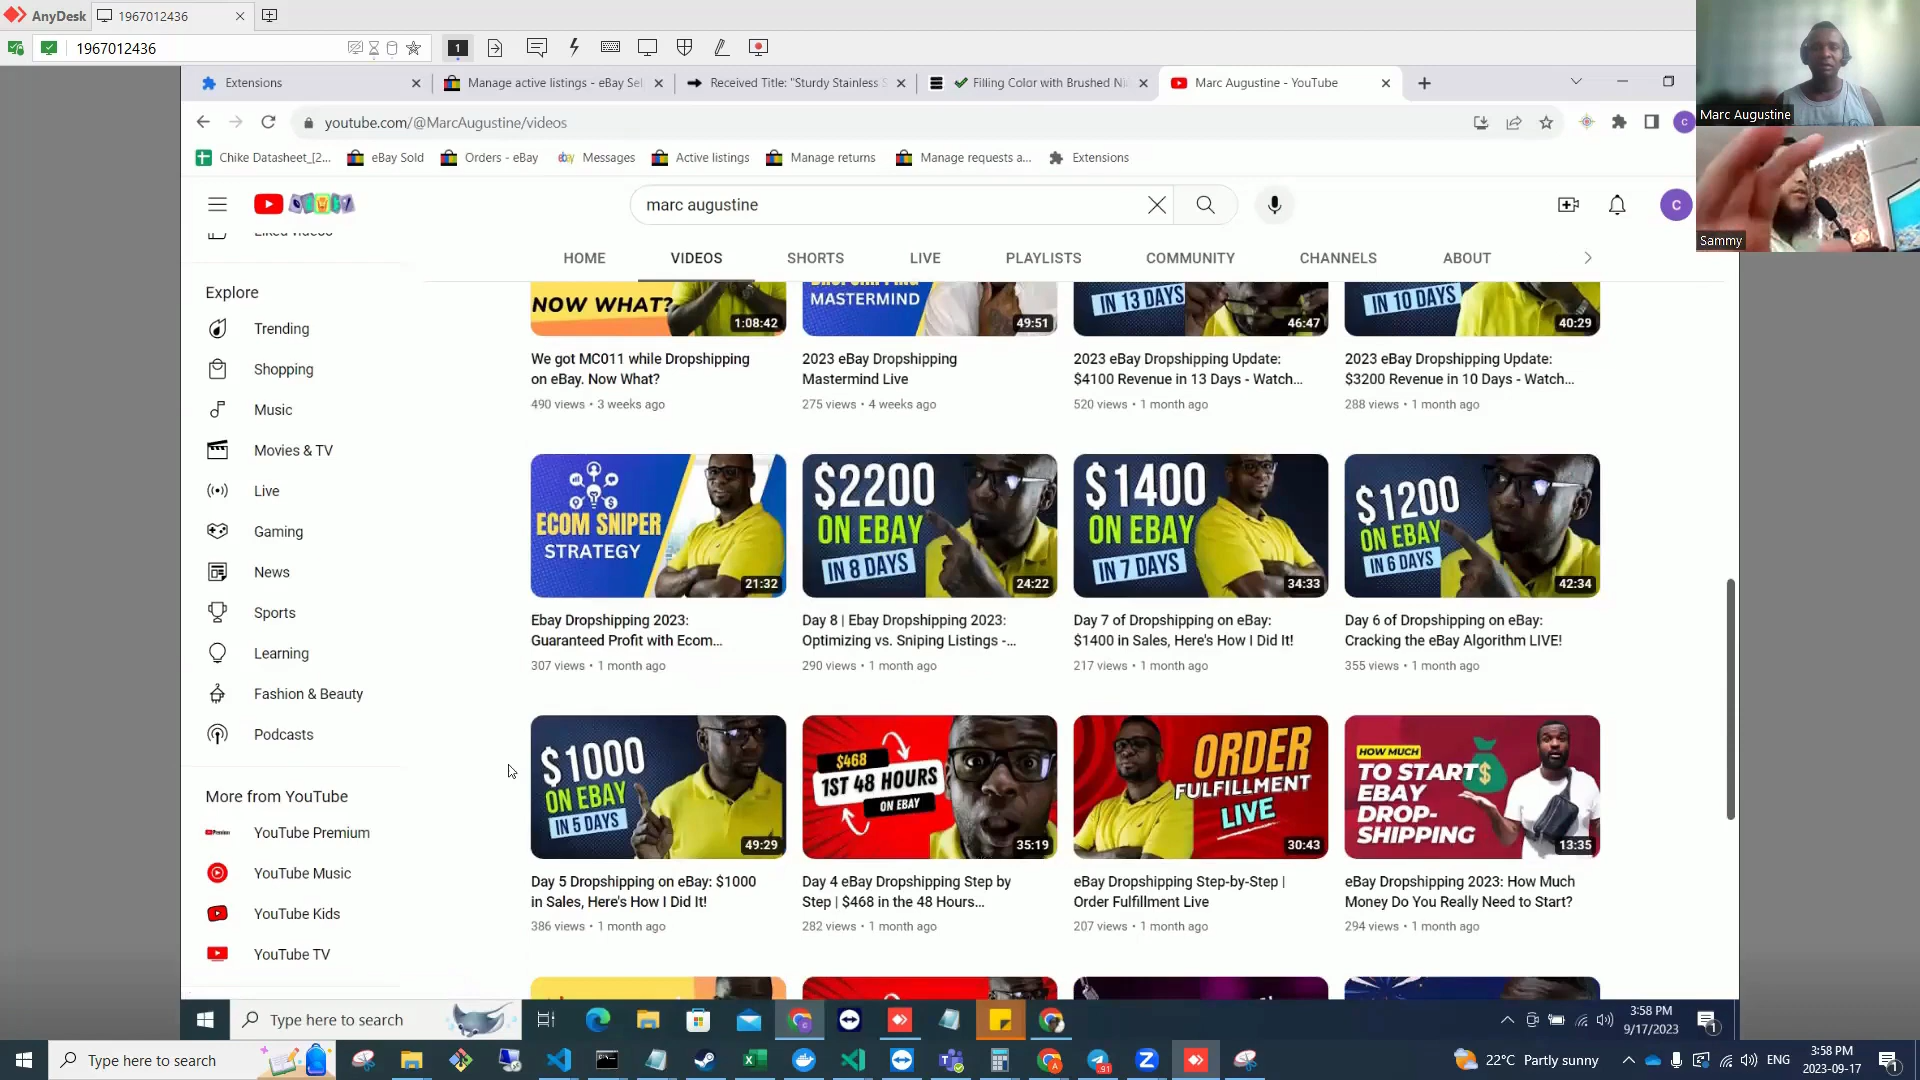 AnyDesk
1967012436
1967012436
1
Marc Augustine
Sammy
Extensions
Manage active listings - eBay Sel
Received Title: "Sturdy Stainless S
Filling Color with Brushed Ni
Marc Augustine - YouTube
youtube.com/@MarcAugustine/videos
C
Chike Datasheet_[2...
eBay Sold
Orders - eBay
Messages
Active listings
Manage returns
Manage requests a...
Extensions
marc augustine
C
Liked videos
HOME
VIDEOS
SHORTS
LIVE
PLAYLISTS
COMMUNITY
CHANNELS
ABOUT
Explore
Trending
Shopping
Music
Movies & TV
Live
Gaming
News
Sports
Learning
Fashion & Beauty
Podcasts
More from YouTube
YouTube Premium
YouTube Music
YouTube Kids
YouTube TV
NOW WHAT?
1:08:42
MASTERMIND
49:51
IN 13 DAYS
46:47
IN 10 DAYS
40:29
We got MC011 while Dropshipping
on eBay. Now What?
490 views • 3 weeks ago
2023 eBay Dropshipping
Mastermind Live
275 views • 4 weeks ago
2023 eBay Dropshipping Update:
$4100 Revenue in 13 Days - Watch...
520 views • 1 month ago
2023 eBay Dropshipping Update:
$3200 Revenue in 10 Days - Watch...
288 views • 1 month ago
ECOM SNIPER
STRATEGY
21:32
$2200
ON EBAY
IN 8 DAYS
24:22
$1400
ON EBAY
IN 7 DAYS
34:33
$1200
ON EBAY
IN 6 DAYS
42:34
Ebay Dropshipping 2023:
Guaranteed Profit with Ecom...
307 views • 1 month ago
Day 8 | Ebay Dropshipping 2023:
Optimizing vs. Sniping Listings -...
290 views • 1 month ago
Day 7 of Dropshipping on eBay:
$1400 in Sales, Here's How I Did It!
217 views • 1 month ago
Day 6 of Dropshipping on eBay:
Cracking the eBay Algorithm LIVE!
355 views • 1 month ago
$1000
ON EBAY
IN 5 DAYS
49:29
$468
1ST 48 HOURS
ON EBAY
35:19
ORDER
FULFILLMENT
LIVE
30:43
HOW MUCH
TO START
EBAY
DROP-
SHIPPING
13:35
Day 5 Dropshipping on eBay: $1000
in Sales, Here's How I Did It!
386 views • 1 month ago
Day 4 eBay Dropshipping Step by
Step | $468 in the 48 Hours...
282 views • 1 month ago
eBay Dropshipping Step-by-Step |
Order Fulfillment Live
207 views • 1 month ago
eBay Dropshipping 2023: How Much
Money Do You Really Need to Start?
294 views • 1 month ago
Type here to search
3:58 PM
9/17/2023
1
Type here to search
22°C Partly sunny
ENG
3:58 PM
2023-09-17
1